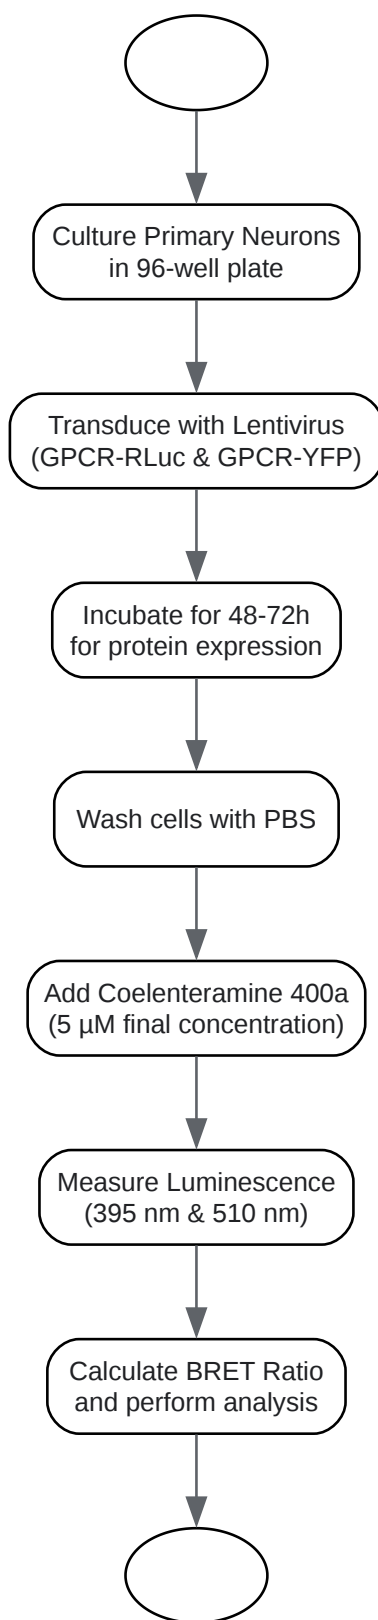 Culture Primary Neurons
in 96-well plate
Transduce with Lentivirus
(GPCR-RLuc & GPCR-YFP)
Incubate for 48-72h
for protein expression
Wash cells with PBS
Add Coelenteramine 400a
(5 µM final concentration)
Measure Luminescence
(395 nm & 510 nm)
Calculate BRET Ratio
and perform analysis